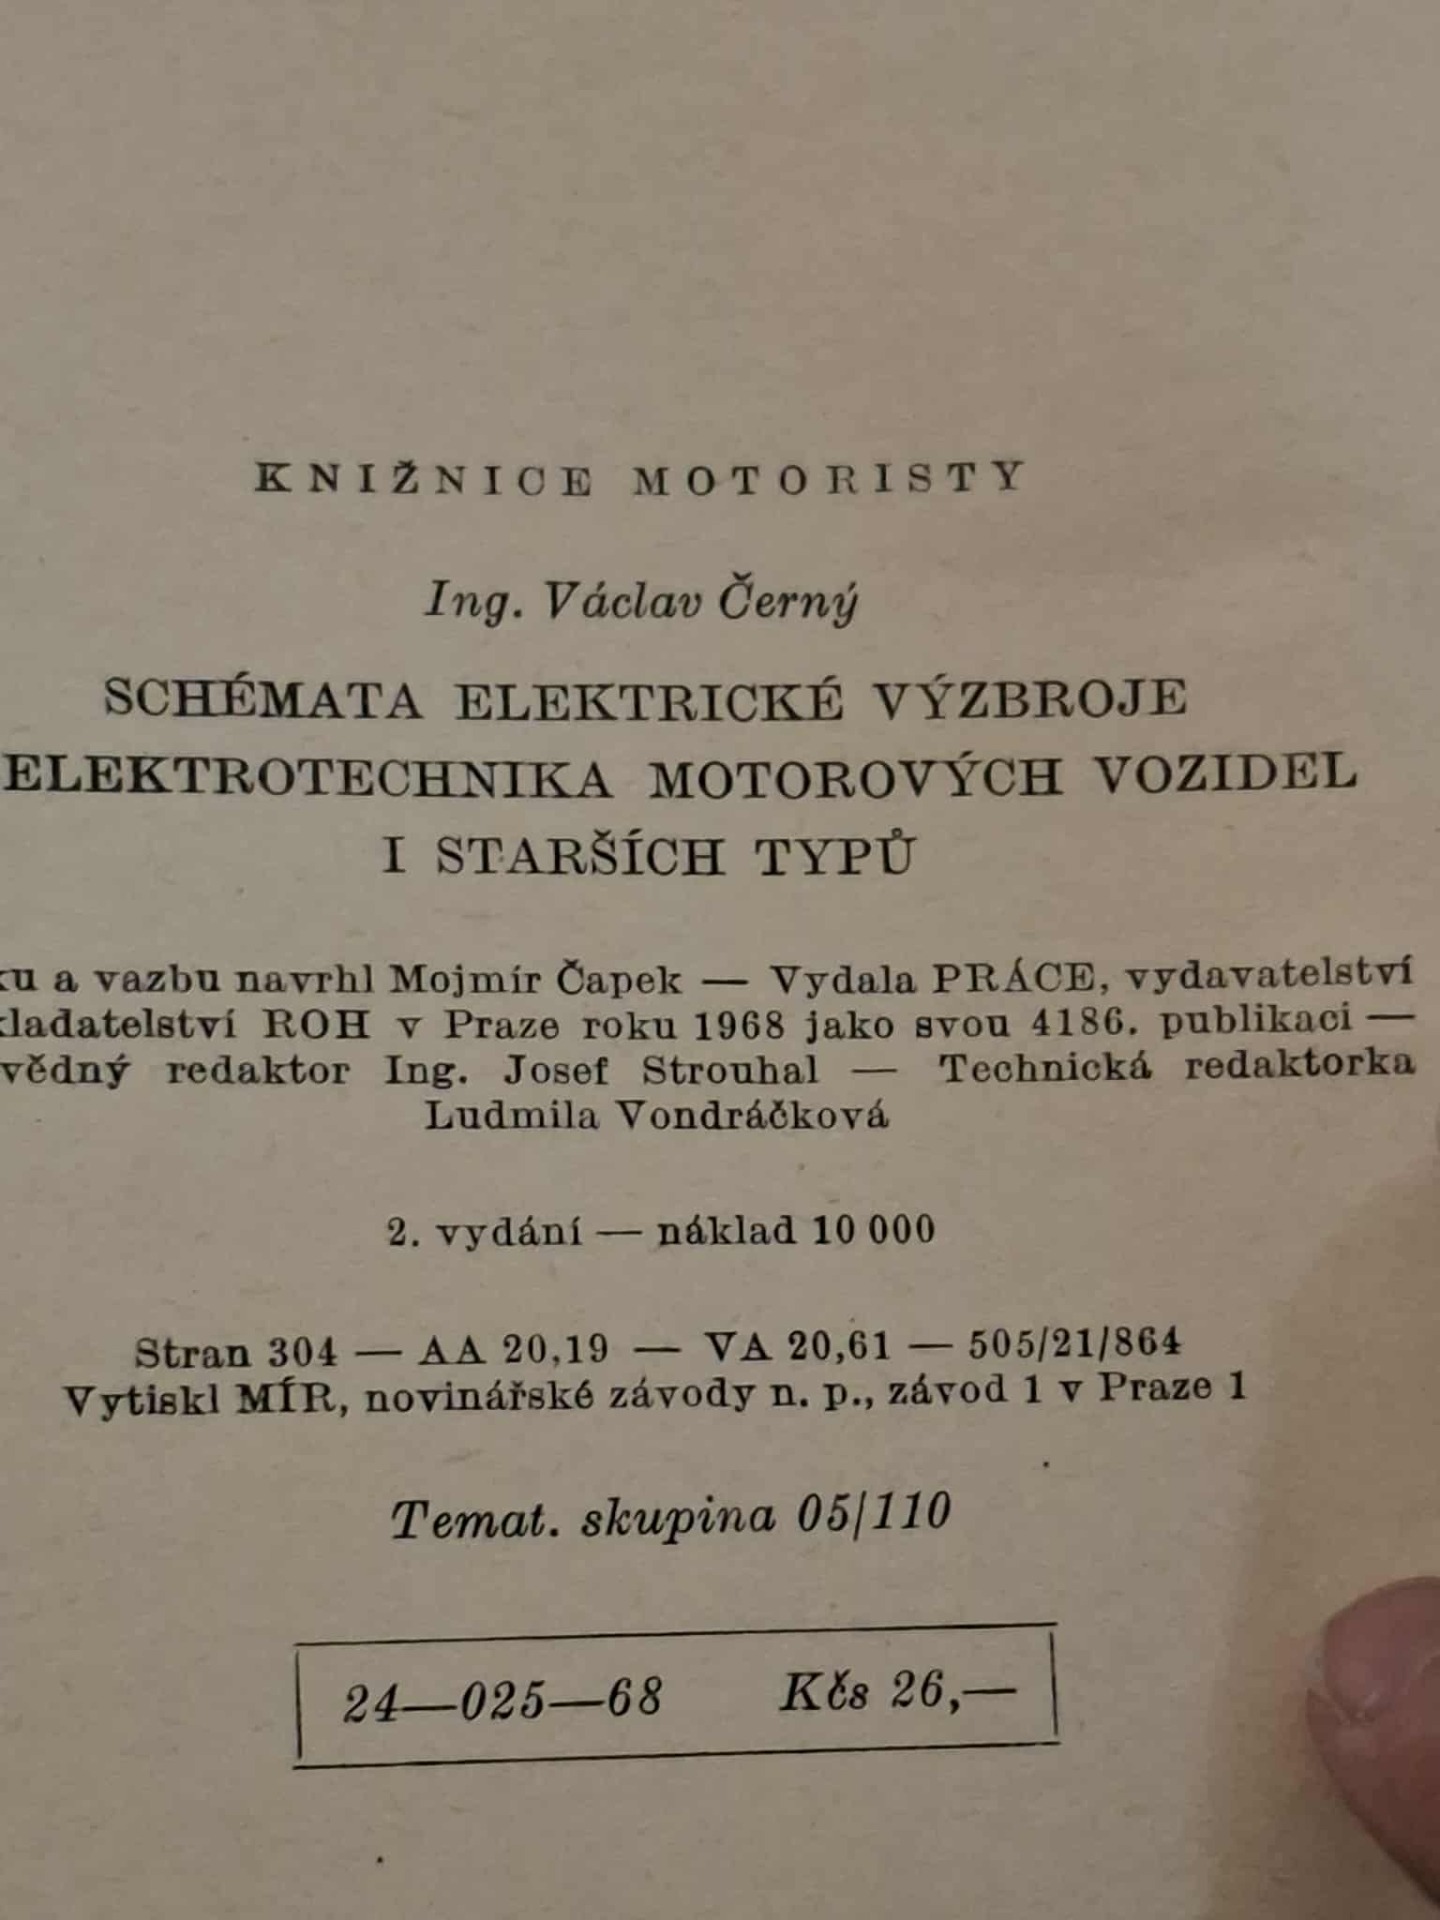 KNIŽNICE MOTORISTY
Ing. Václav Černý
SCHÉMATA ELEKTRICKÉ VÝZBROJE
ELEKTROTECHNIKA MOTOROVÝCH VOZIDEL
I STARŠÍCH TYPŮ
a vazbu navrhl Mojmír Čapek — Vydala PRÁCE, vydavatelství
ROH v Praze roku 1968 jako svou 4186. publikaci —
redaktor Ing. Josef Strouhal — Technická redaktorka
Ludmila Vondráčková
2. vydání — náklad 10 000
Stran 304 — AA 20,19 — VA 20,61 — 505/21/864
Vytiskl MÍR, novinářské závody n. p., závod 1 v Praze 1
Temat. skupina 05/110
24—025—68 Kčs 26,—